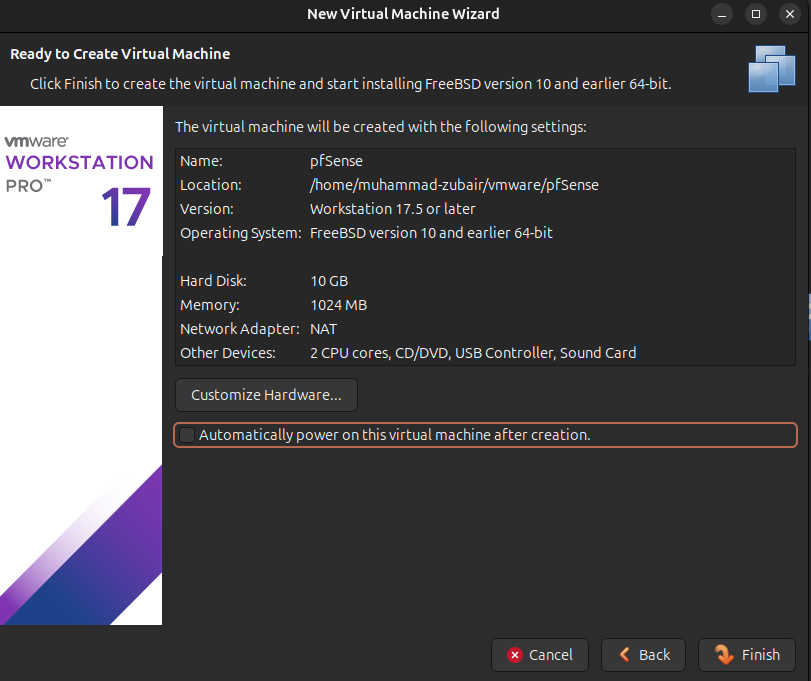 New Virtual Machine Wizard
Ready to Create Virtual Machine
Click Finish to create the virtual machine and start installing FreeBSD version 10 and earlier 64-bit.
vmware®
WORKSTATION
PRO™
17
The virtual machine will be created with the following settings:
Name: pfSense
Location: /home/muhammad-zubair/vmware/pfSense
Version: Workstation 17.5 or later
Operating System: FreeBSD version 10 and earlier 64-bit
Hard Disk: 10 GB
Memory: 1024 MB
Network Adapter: NAT
Other Devices: 2 CPU cores, CD/DVD, USB Controller, Sound Card
Customize Hardware...
Automatically power on this virtual machine after creation.
Cancel Back Finish